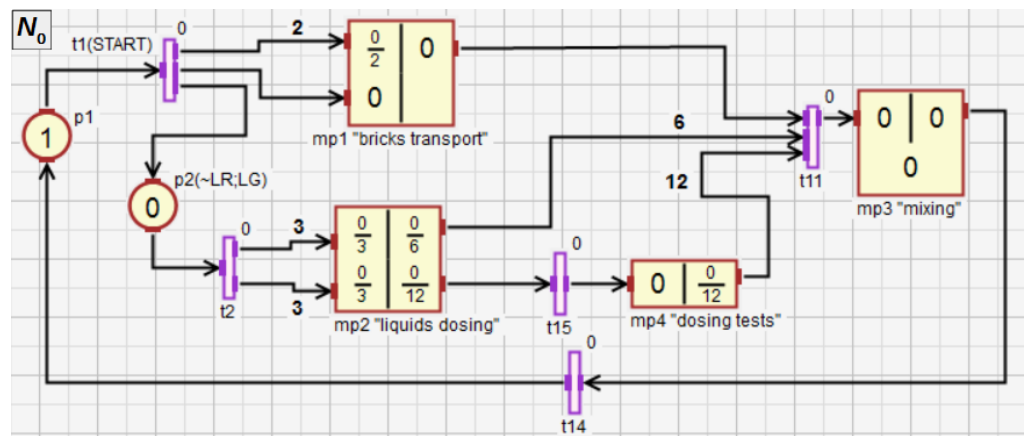 N0
t1(START)
0
2
0
2
0
0
mp1 "bricks transport"
p1
1
p2(~LR;LG)
0
0
t2
3
3
0
3
0
6
0
3
0
12
mp2 "liquids dosing"
6
12
0
t15
0
0
12
mp4 "dosing tests"
0
t11
0
0
0
mp3 "mixing"
0
t14